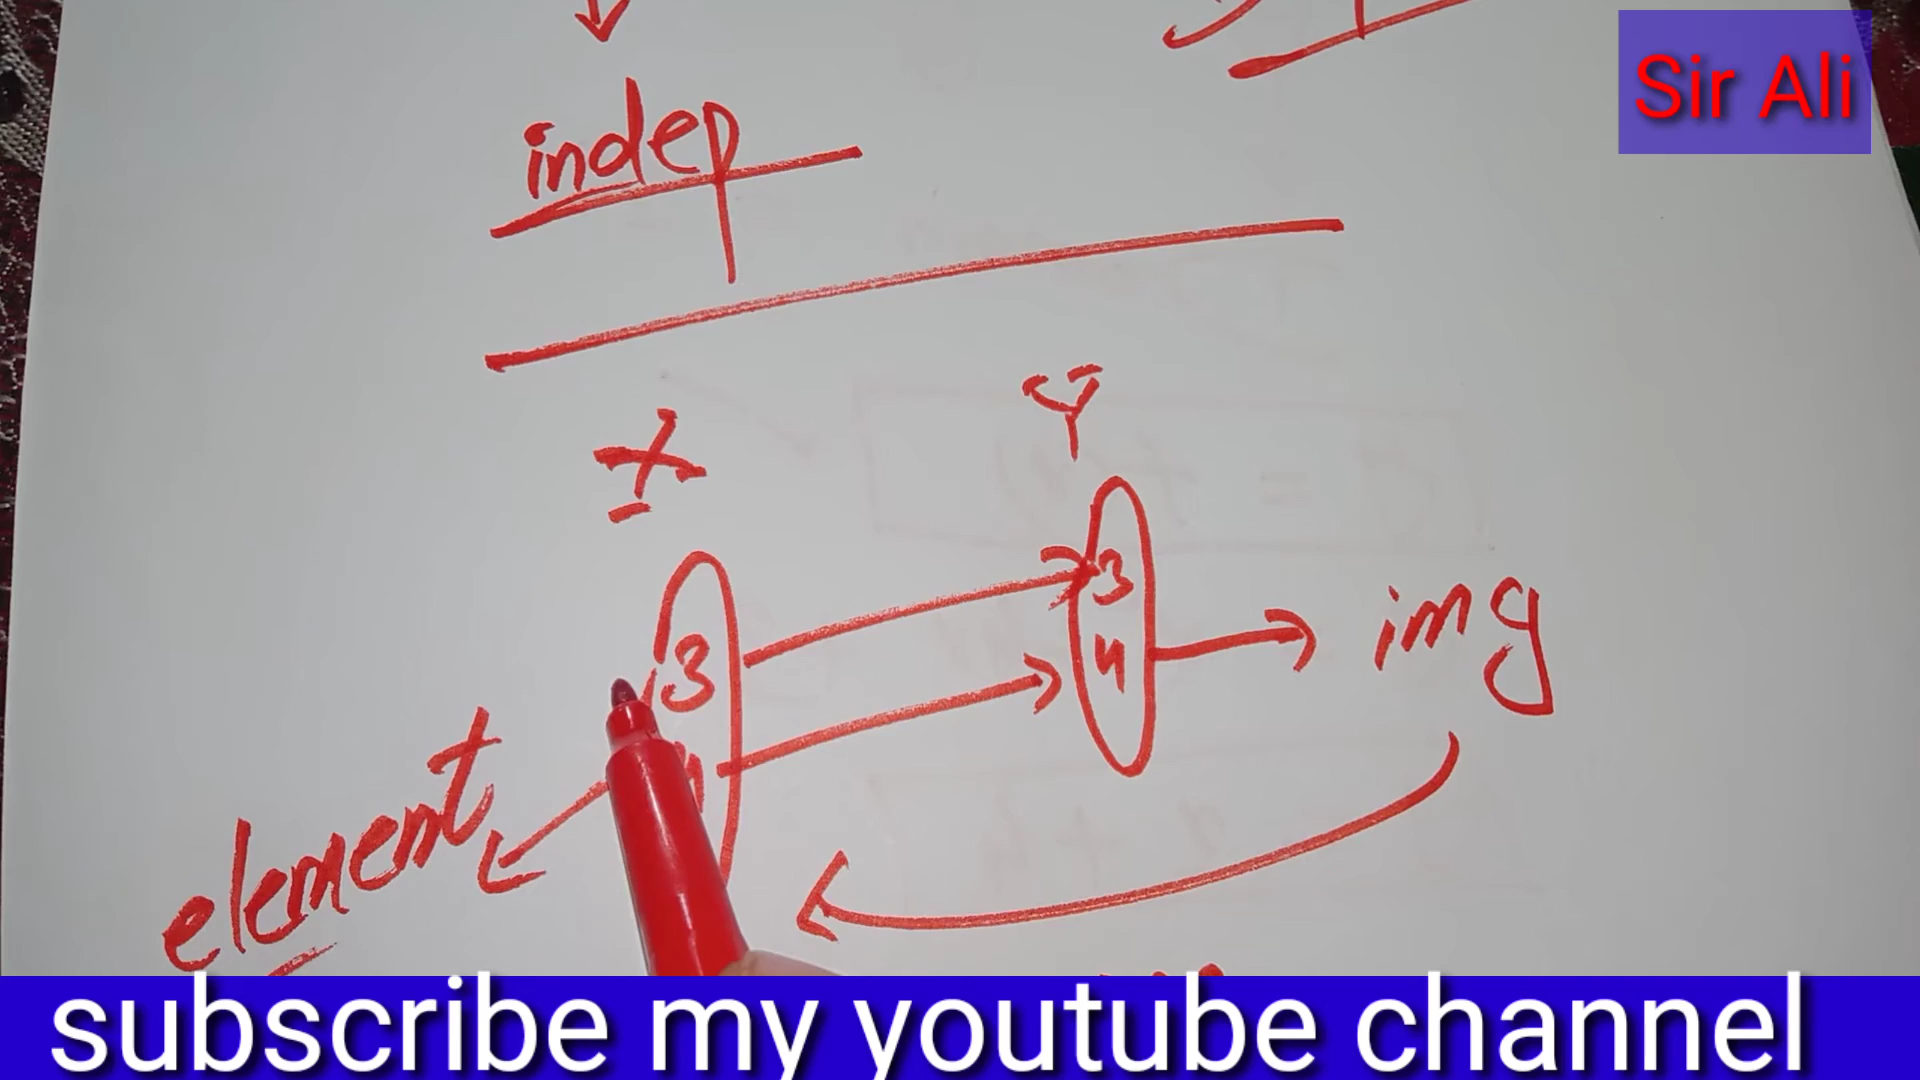 Sir Ali
indep
X Y
3
4
3
img
element
subscribe my youtube channel